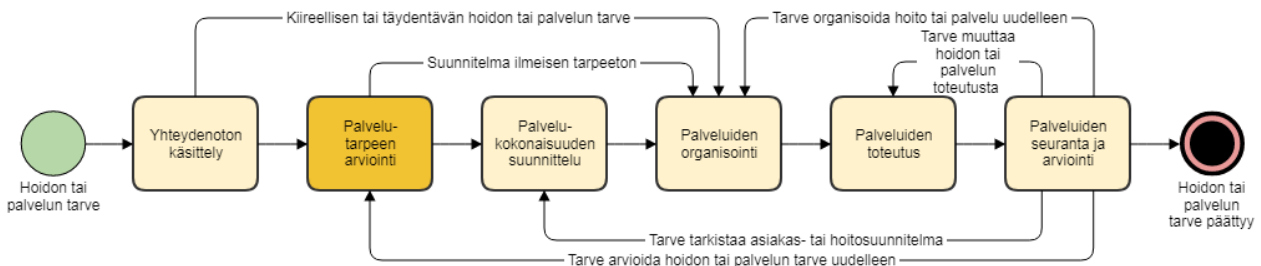 Kiireellisen tai täydentävän hoidon tai palvelun tarve
Tarve organisoida hoito tai palvelu uudelleen
Suunnitelma ilmeisen tarpeeton
Tarve muuttaa
hoidon tai
palvelun
toteutusta
Hoidon tai
palvelun tarve
Yhteydenoton
käsittely
Palvelu-
tarpeen
arviointi
Palvelu-
kokonaisuuden
suunnittelu
Palveluiden
organisointi
Palveluiden
toteutus
Palveluiden
seuranta ja
arviointi
Hoidon tai
palvelun
tarve päättyy
Tarve tarkistaa asiakas- tai hoitosuunnitelma
Tarve arvioida hoidon tai palvelun tarve uudelleen